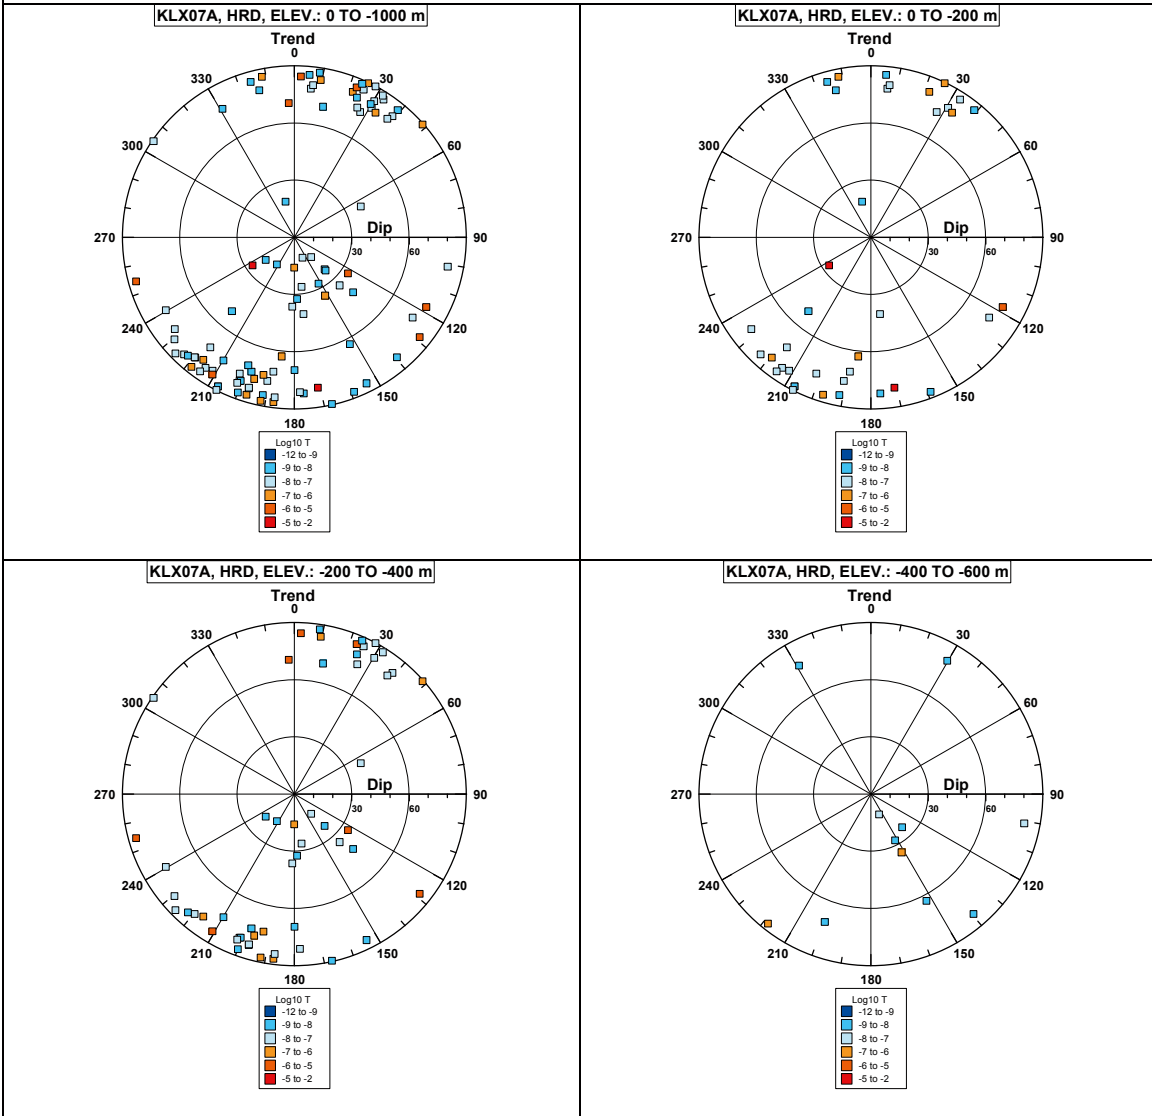 KLX07A, HRD, ELEV.: 0 TO -1000 m
Trend
0
330
30
300
60
Dip
270
30
60
90
240
120
210
150
180
Log10 T
-12 to -9
-9 to -8
-8 to -7
-7 to -6
-6 to -5
-5 to -2
KLX07A, HRD, ELEV.: 0 TO -200 m
Trend
0
330
30
300
60
Dip
270
30
60
90
240
120
210
150
180
Log10 T
-12 to -9
-9 to -8
-8 to -7
-7 to -6
-6 to -5
-5 to -2
KLX07A, HRD, ELEV.: -200 TO -400 m
Trend
0
330
30
300
60
Dip
270
30
60
90
240
120
210
150
180
Log10 T
-12 to -9
-9 to -8
-8 to -7
-7 to -6
-6 to -5
-5 to -2
KLX07A, HRD, ELEV.: -400 TO -600 m
Trend
0
330
30
300
60
Dip
270
30
60
90
240
120
210
150
180
Log10 T
-12 to -9
-9 to -8
-8 to -7
-7 to -6
-6 to -5
-5 to -2